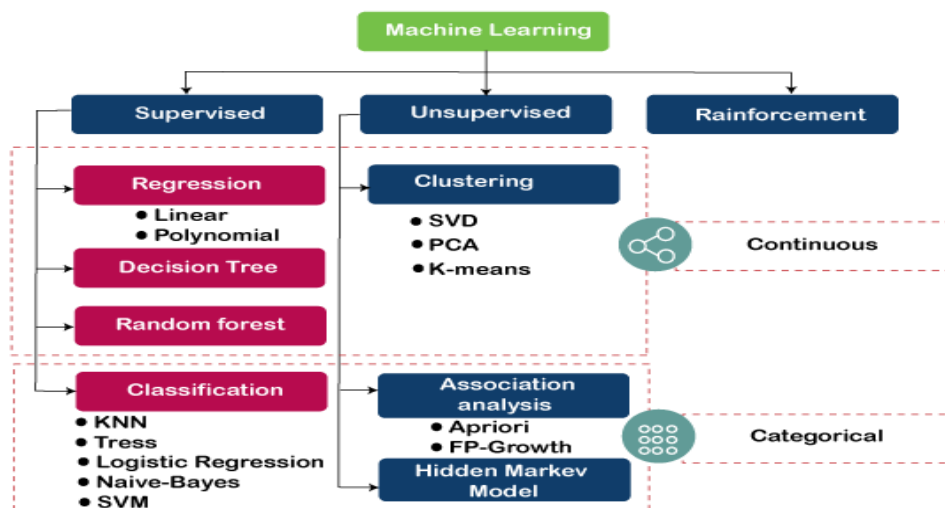 Machine Learning
Supervised
Unsupervised
Rainforcement
Regression
● Linear
● Polynomial
Decision Tree
Random forest
Clustering
● SVD
● PCA
● K-means
Continuous
Classification
● KNN
● Tress
● Logistic Regression
● Naive-Bayes
● SVM
Association
analysis
● Apriori
● FP-Growth
Hidden Markev
Model
Categorical